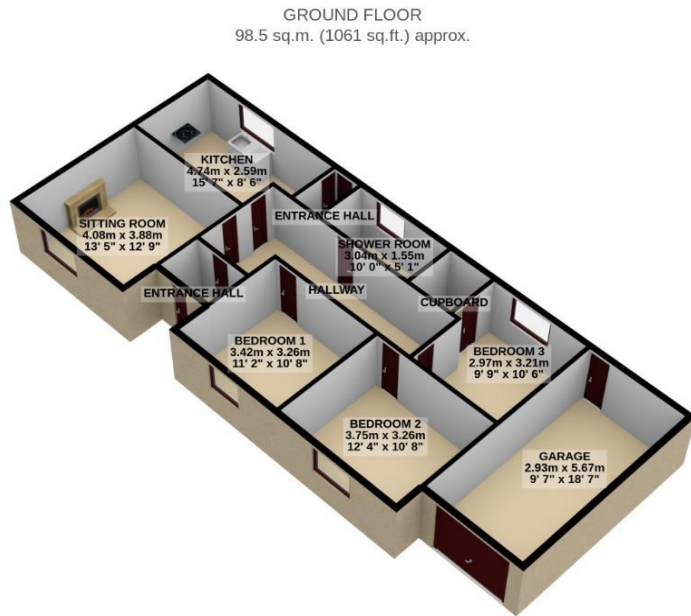 GROUND FLOOR
98.5 sq.m. (1061 sq.ft.) approx.
KITCHEN
4.74m x 2.59m
15' 7" x 8' 6"
SITTING ROOM
4.08m x 3.88m
13' 5" x 12' 9"
ENTRANCE HALL
SHOWER ROOM
3.04m x 1.55m
10' 0" x 5' 1"
ENTRANCE HALL
HALLWAY
CUPBOARD
BEDROOM 1
3.42m x 3.26m
11' 2" x 10' 8"
BEDROOM 3
2.97m x 3.21m
9' 9" x 10' 6"
BEDROOM 2
3.75m x 3.26m
12' 4" x 10' 8"
GARAGE
2.93m x 5.67m
9' 7" x 18' 7"